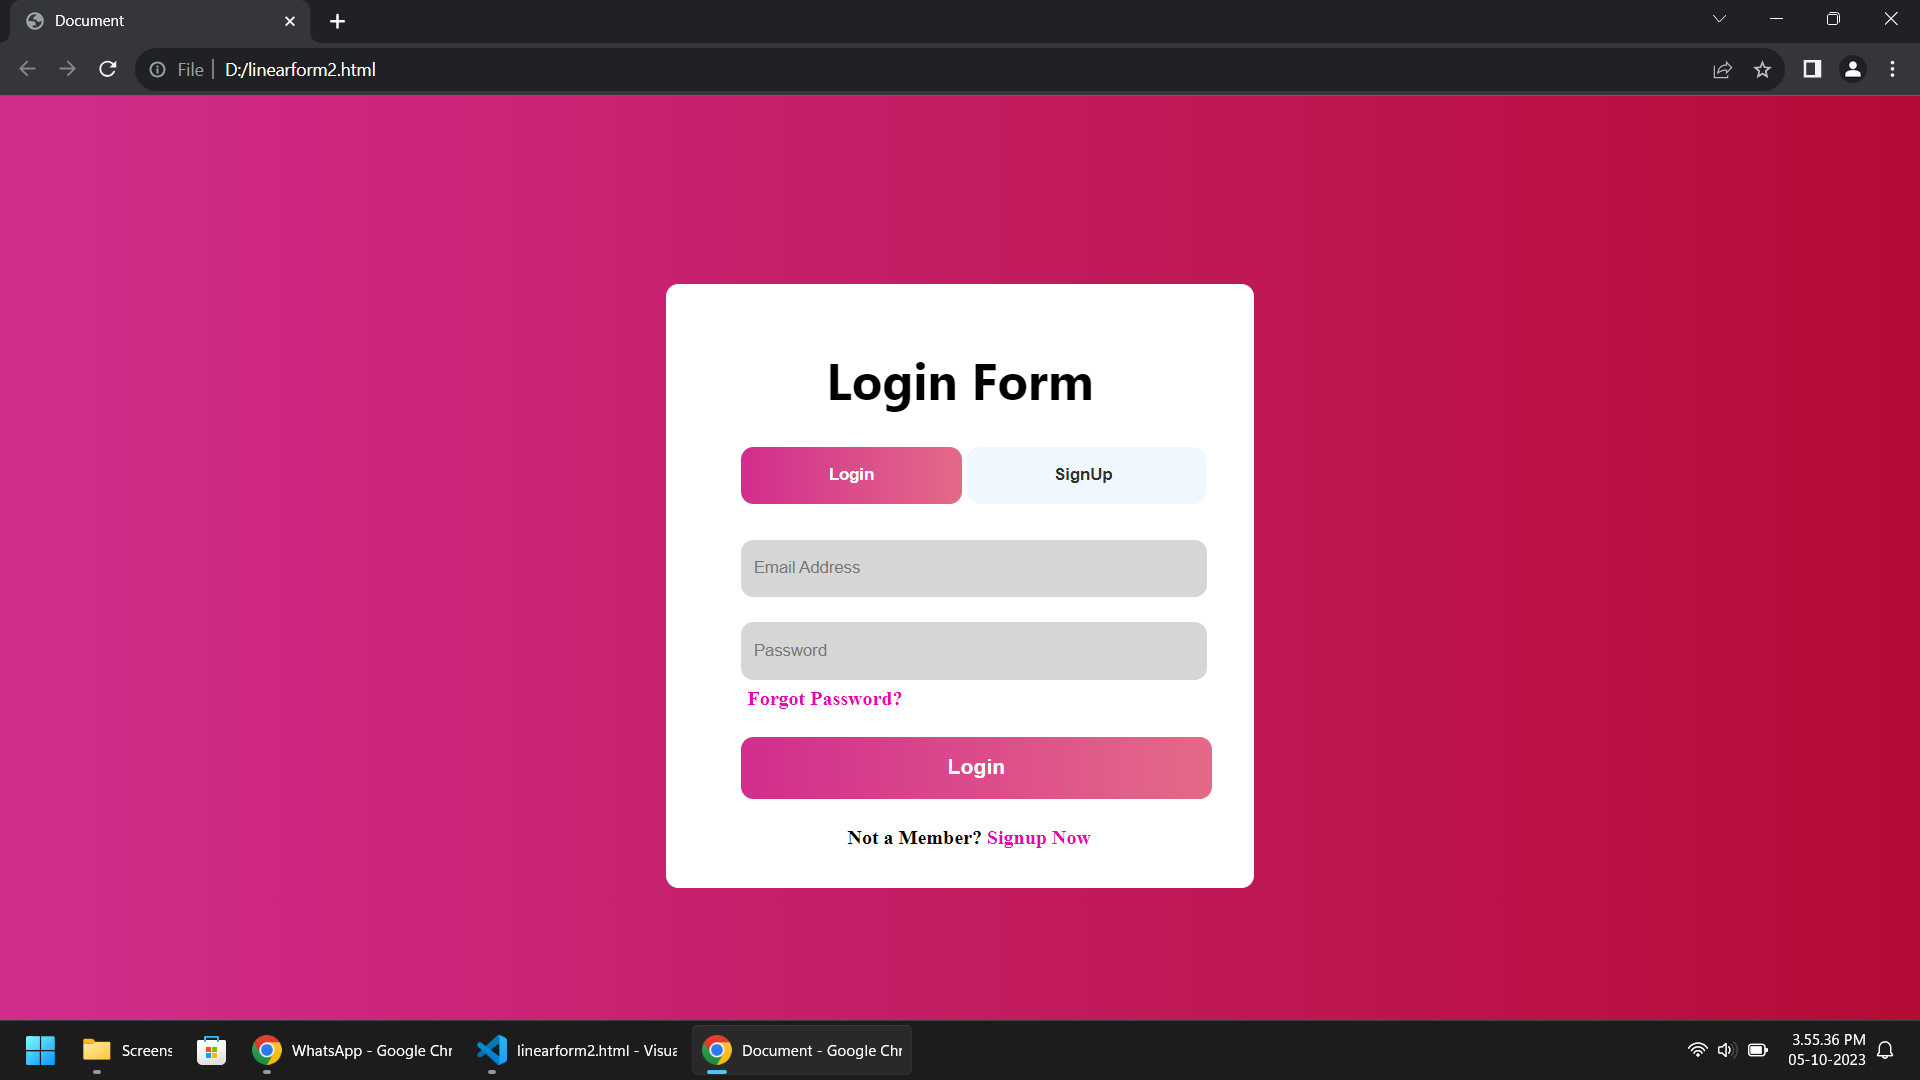 Document
File
D:/linearform2.html
Login Form
Login
SignUp
Email Address
Password
Forgot Password?
Login
Not a Member? Signup Now
Screens
WhatsApp - Google Chr
linearform2.html - Visua
Document - Google Chr
3.55.36 PM
05-10-2023